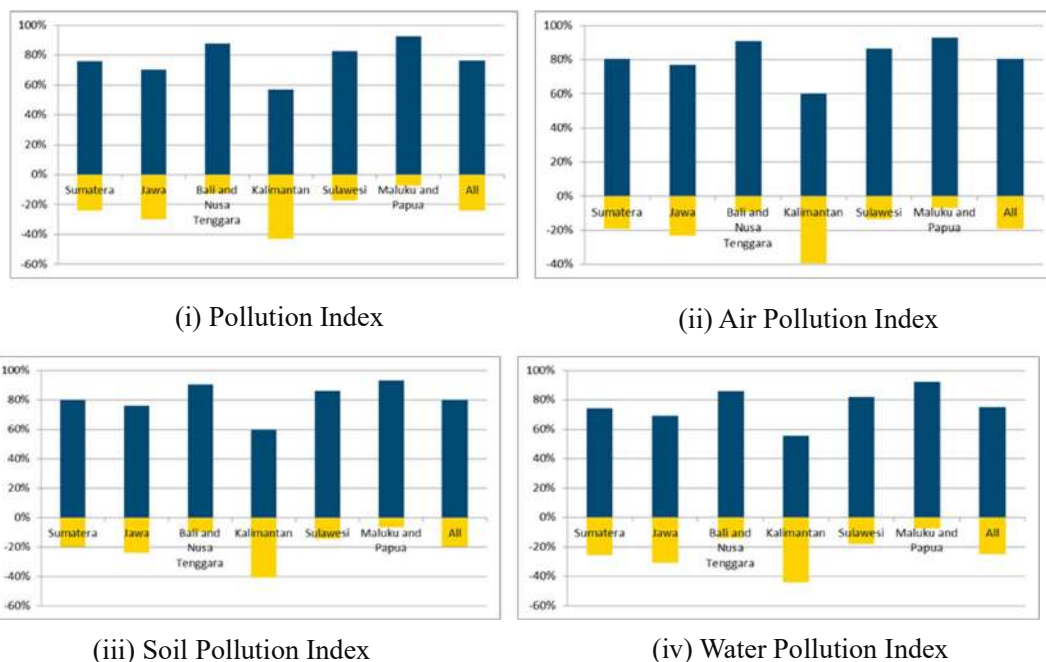 100%
80%
60%
40%
20%
0%
-20%
-40%
-60%
Sumatera
Jawa
Bali and
Nusa
Tenggara
Kalimantan
Sulawesi
Maluku and
Papua
All
(i) Pollution Index
100%
80%
60%
40%
20%
0%
-20%
-40%
Sumatera
Jawa
Bali and
Nusa
Tenggara
Kalimantan
Sulawesi
Maluku and
Papua
All
(ii) Air Pollution Index
100%
80%
60%
40%
20%
0%
-20%
-40%
-60%
Sumatera
Jawa
Bali and
Nusa
Tenggara
Kalimantan
Sulawesi
Maluku and
Papua
All
(iii) Soil Pollution Index
100%
80%
60%
40%
20%
0%
-20%
-40%
-60%
Sumatera
Jawa
Bali and
Nusa
Tenggara
Kalimantan
Sulawesi
Maluku and
Papua
All
(iv) Water Pollution Index